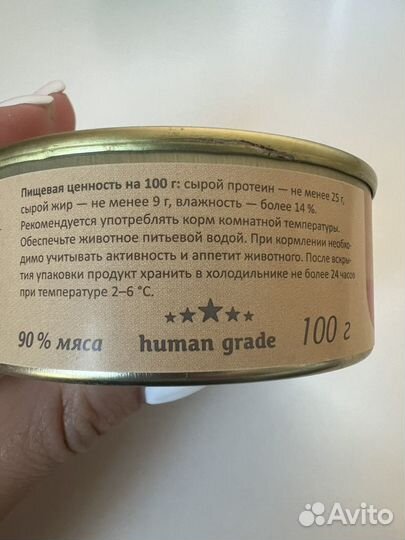 Пищевая ценность на 100 г: сырой протеин — не менее 25 г,
сырой жир — не менее 9 г, влажность — более 14 %.
Рекомендуется употреблять корм комнатной температуры.
Обеспечьте животное питьевой водой. При кормлении необхо-
димо учитывать активность и аппетит животного. После вскры-
тия упаковки продукт хранить в холодильнике не более 24 часов
при температуре 2–6 °C.
90 % мяса
human grade
100 г
Avito